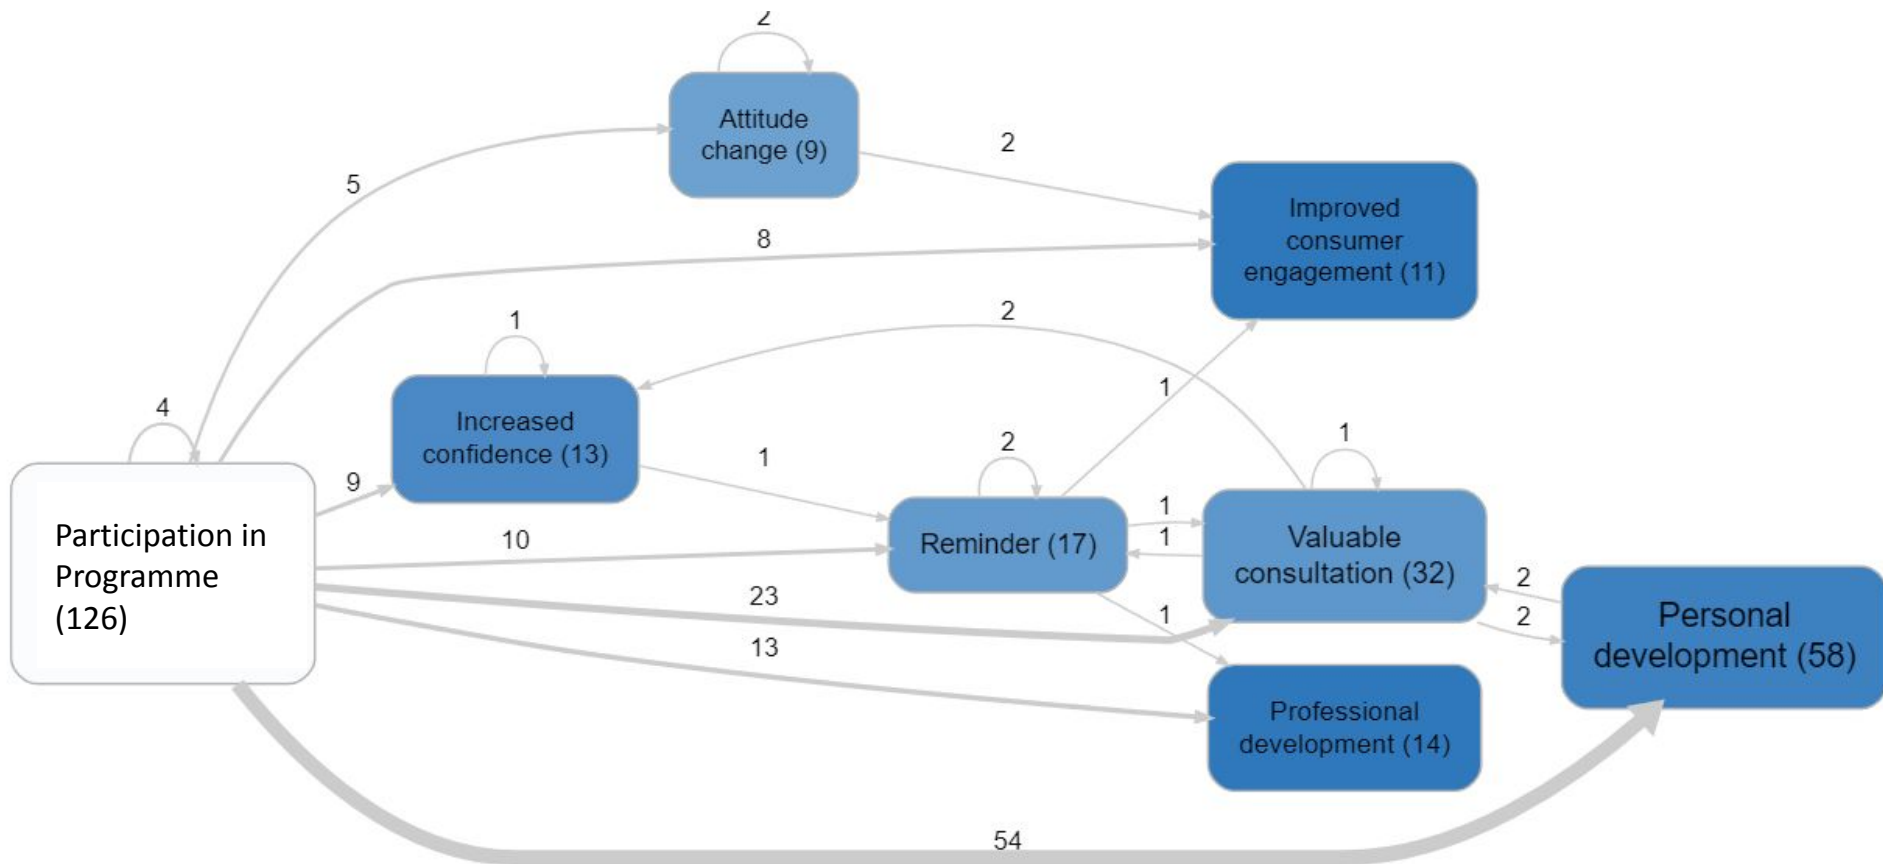 2
Attitude
change (9)
2
5
Improved
consumer
engagement (11)
8
2
1
1
4
Increased
confidence (13)
2
1
1
9
1
1
Participation in
Programme
(126)
10
Reminder (17)
Valuable
consultation (32)
2
23
1
2
Personal
development (58)
13
Professional
development (14)
54